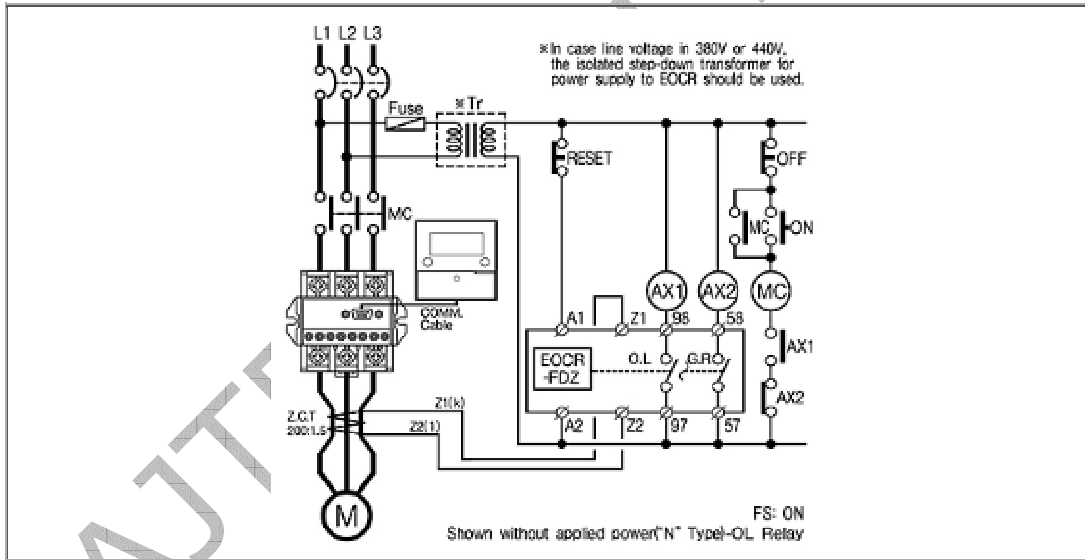 L1 L2 L3
※In case line voltage in 380V or 440V,
the isolated step-down transformer for
power supply to EOCR should be used.
Fuse
※Tr
RESET
OFF
MC
MC
ON
COMM.
Cable
AX1
AX2
MC
A1
Z1
98
58
AX1
EOCR
-FDZ
O.L
G.R
AX2
Z.C.T
200:1.5
Z1(k)
Z2(1)
A2
Z2
97
57
M
FS: ON
Shown without applied power("N" Type)-OL Relay
AJT